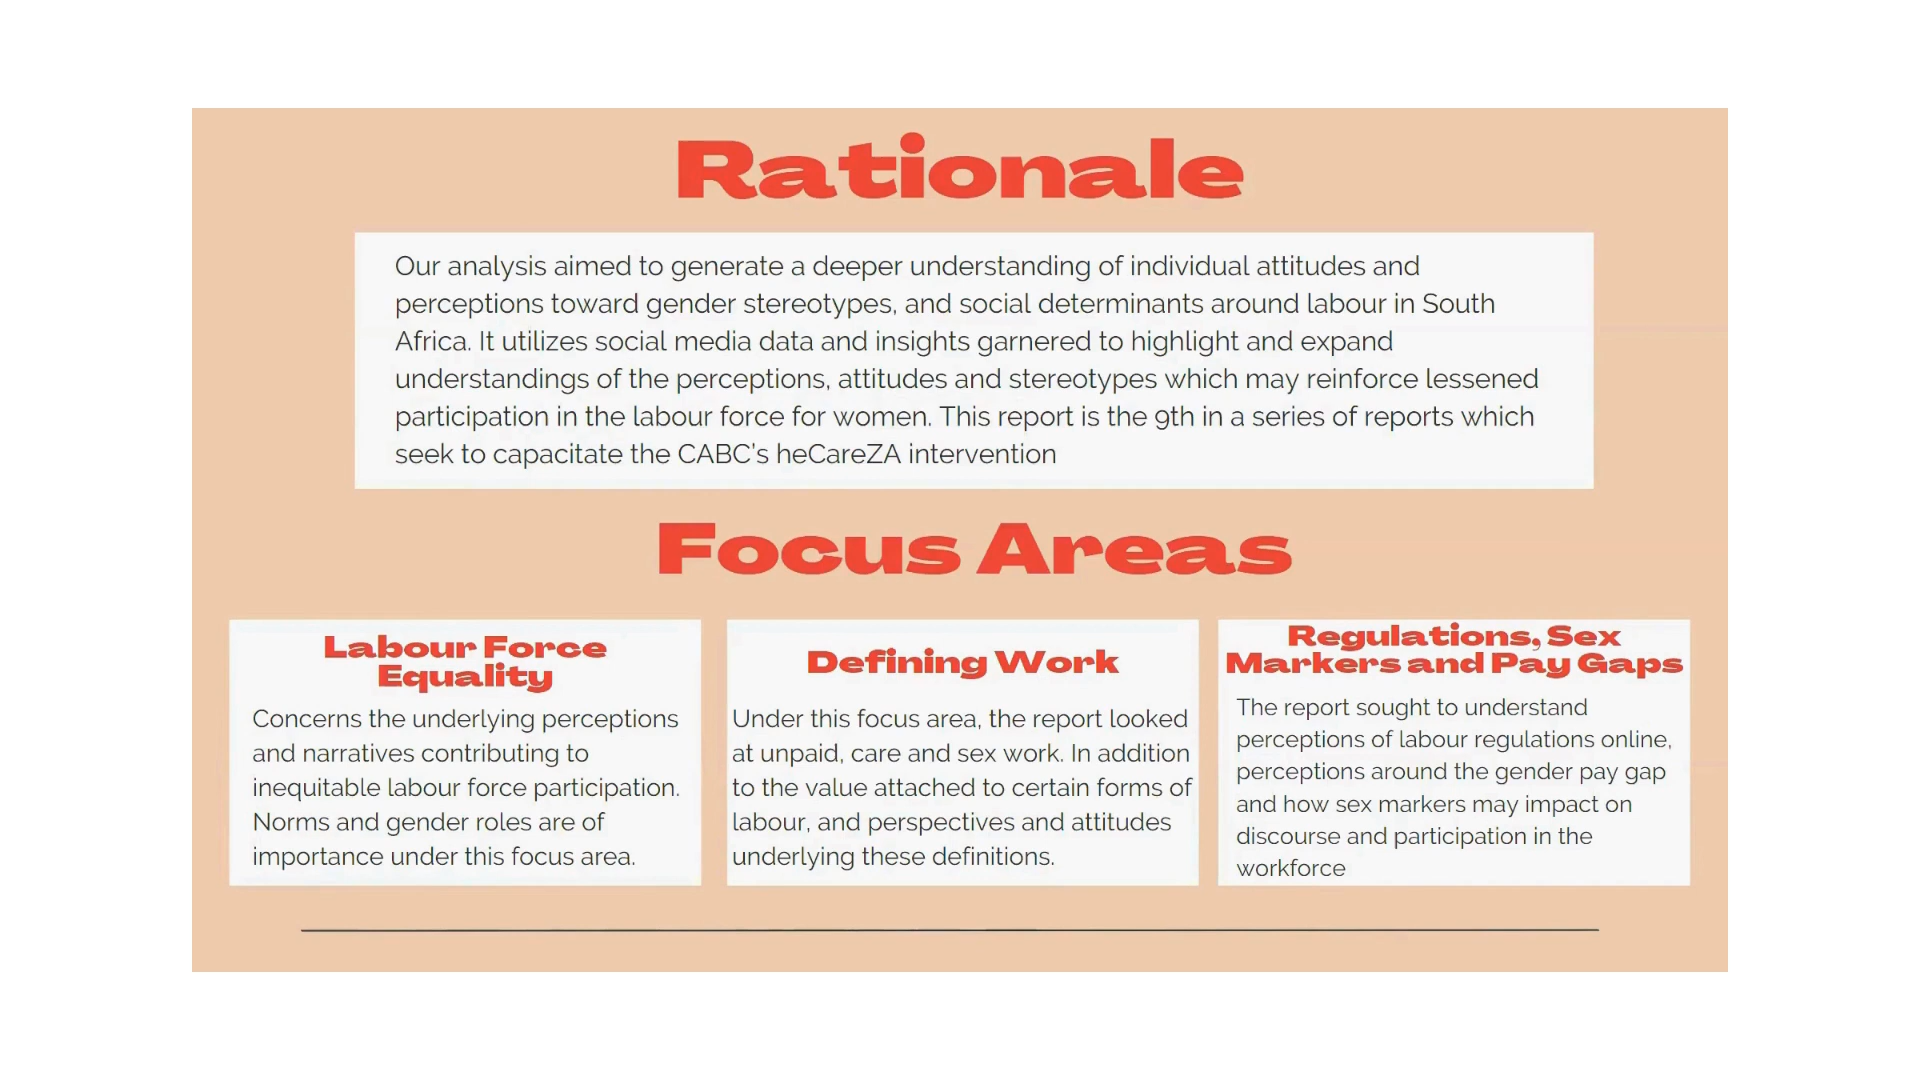 Rationale
Our analysis aimed to generate a deeper understanding of individual attitudes and
perceptions toward gender stereotypes, and social determinants around labour in South
Africa. It utilizes social media data and insights garnered to highlight and expand
understandings of the perceptions, attitudes and stereotypes which may reinforce lessened
participation in the labour force for women. This report is the 9th in a series of reports which
seek to capacitate the CABC's heCareZA intervention
Focus Areas
Labour Force
Equality
Concerns the underlying perceptions
and narratives contributing to
inequitable labour force participation.
Norms and gender roles are of
importance under this focus area.
Defining Work
Under this focus area, the report looked
at unpaid, care and sex work. In addition
to the value attached to certain forms of
labour, and perspectives and attitudes
underlying these definitions.
Regulations, Sex
Markers and Pay Gaps
The report sought to understand
perceptions of labour regulations online,
perceptions around the gender pay gap
and how sex markers may impact on
discourse and participation in the
workforce